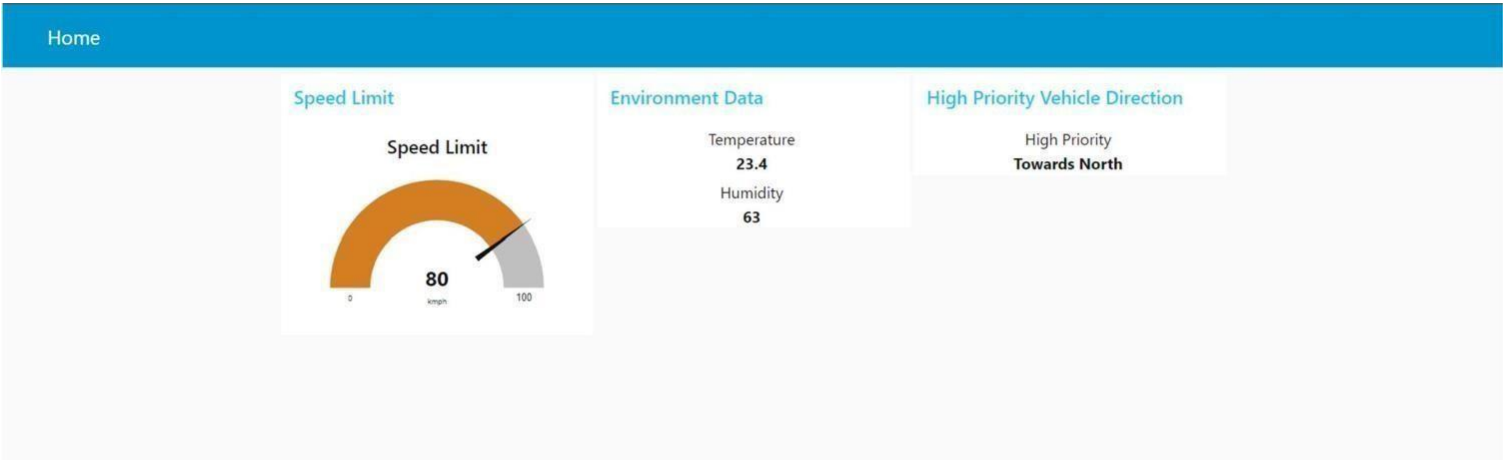 Home
Speed Limit
Speed Limit
80
0
kmph
100
Environment Data
Temperature
23.4
Humidity
63
High Priority Vehicle Direction
High Priority
Towards North